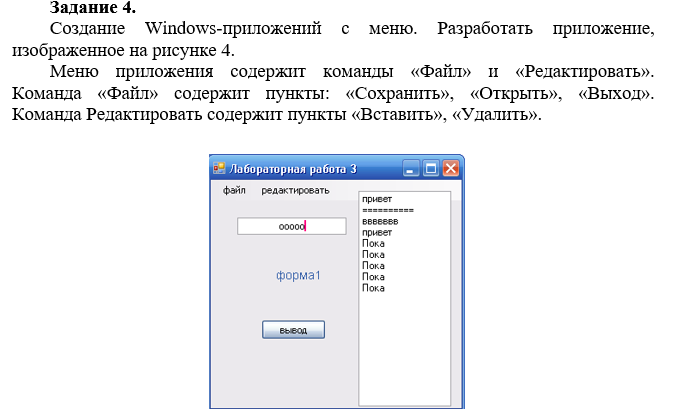 Задание 4.
Создание Windows-приложений с меню. Разработать приложение,
изображенное на рисунке 4.
Меню приложения содержит команды «Файл» и «Редактировать».
Команда «Файл» содержит пункты: «Сохранить», «Открыть», «Выход».
Команда Редактировать содержит пункты «Вставить», «Удалить».
Лабораторная работа 3
файл редактировать
ооооо
форма1
вывод
привет
==========
ввввввв
привет
Пока
Пока
Пока
Пока
Пока